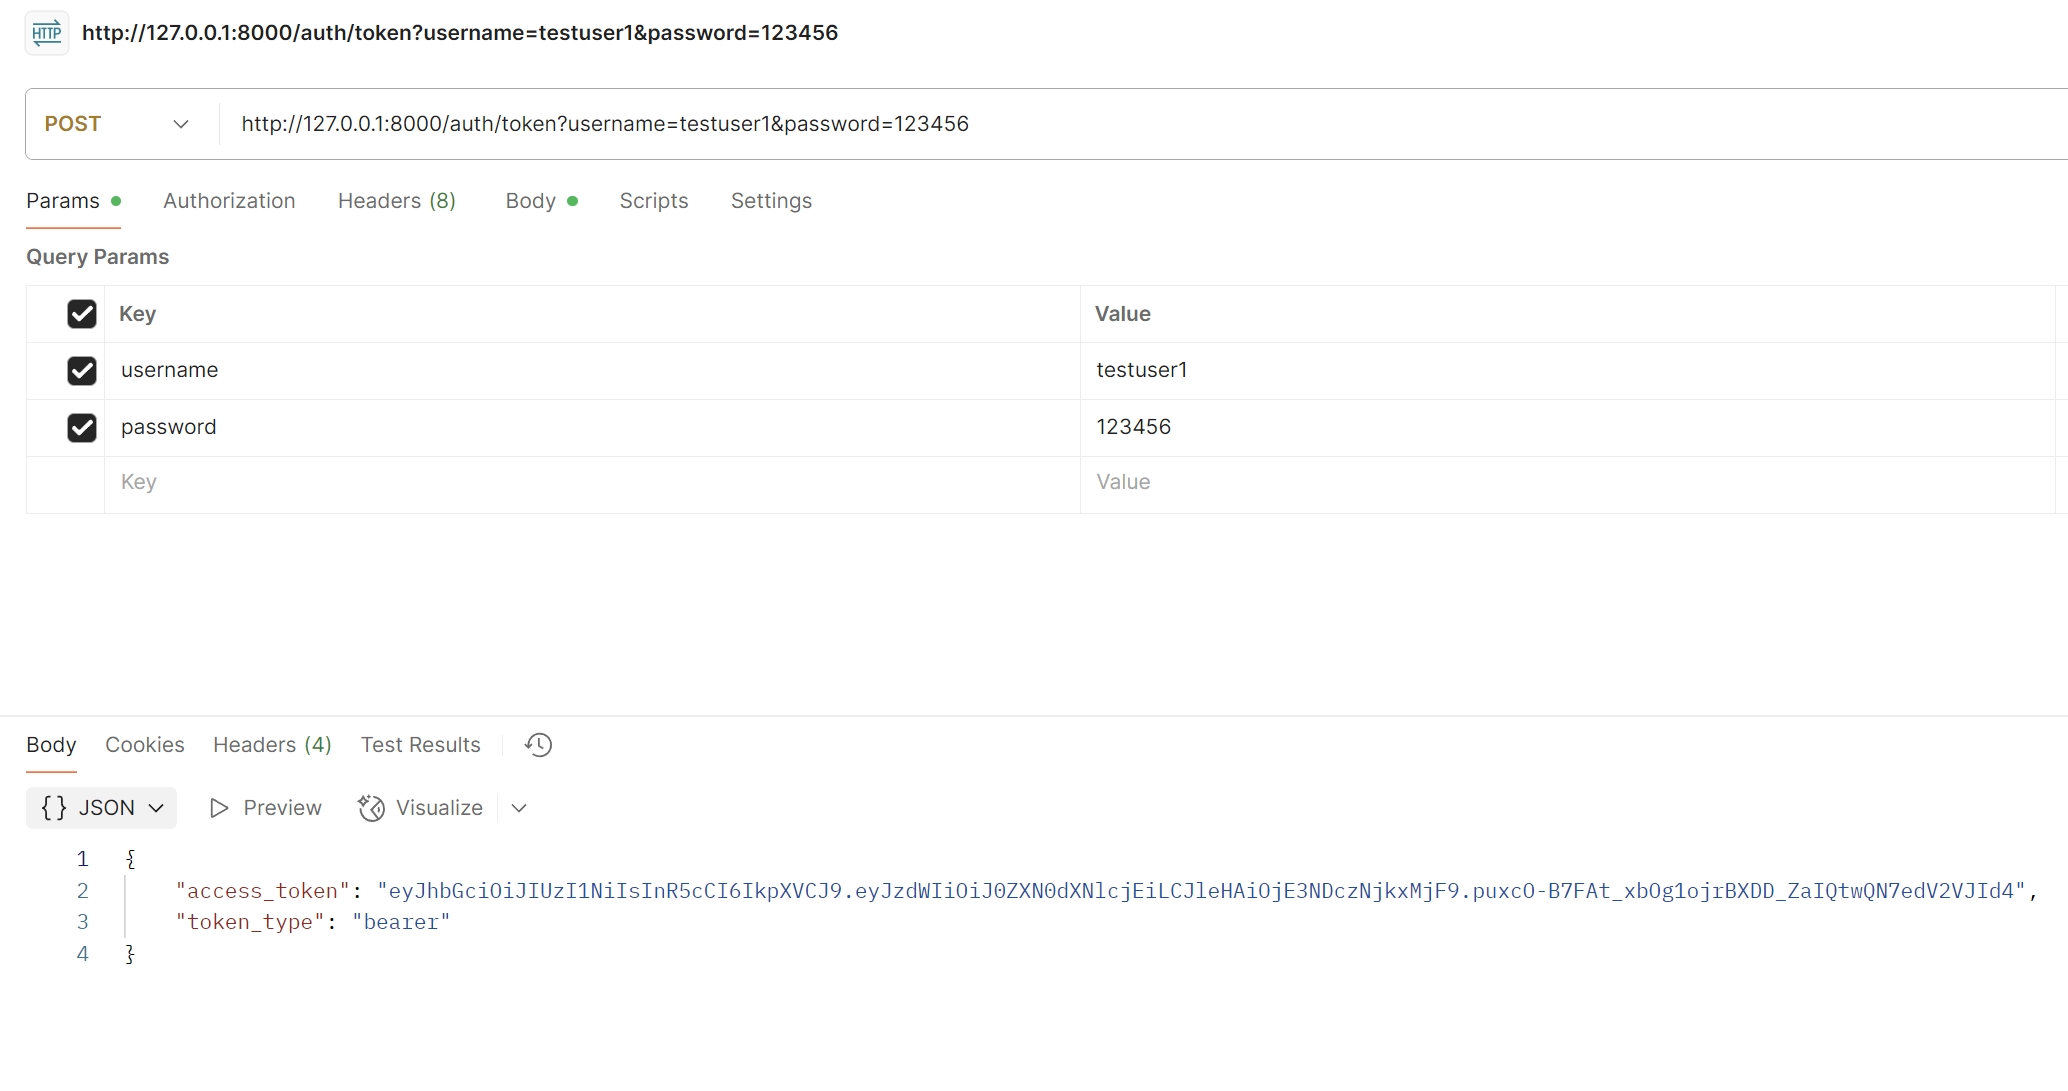 HTTP http://127.0.0.1:8000/auth/token?username=testuser1&password=123456
POST http://127.0.0.1:8000/auth/token?username=testuser1&password=123456
Params Authorization Headers (8) Body Scripts Settings
Query Params
Key Value
username testuser1
password 123456
Key Value
Body Cookies Headers (4) Test Results
{} JSON Preview Visualize
1 {
2 "access_token": "eyJhbGciOiJIUzI1NiIsInR5cCI6IkpXVCJ9.eyJzdWIiOiJ0ZXN0dXNlcjEiLCJleHAiOjE3NDczNjkxMjF9.puxcO-B7FAt_xbOg1ojrBXDD_ZaIQtwQN7edV2VJId4",
3 "token_type": "bearer"
4 }